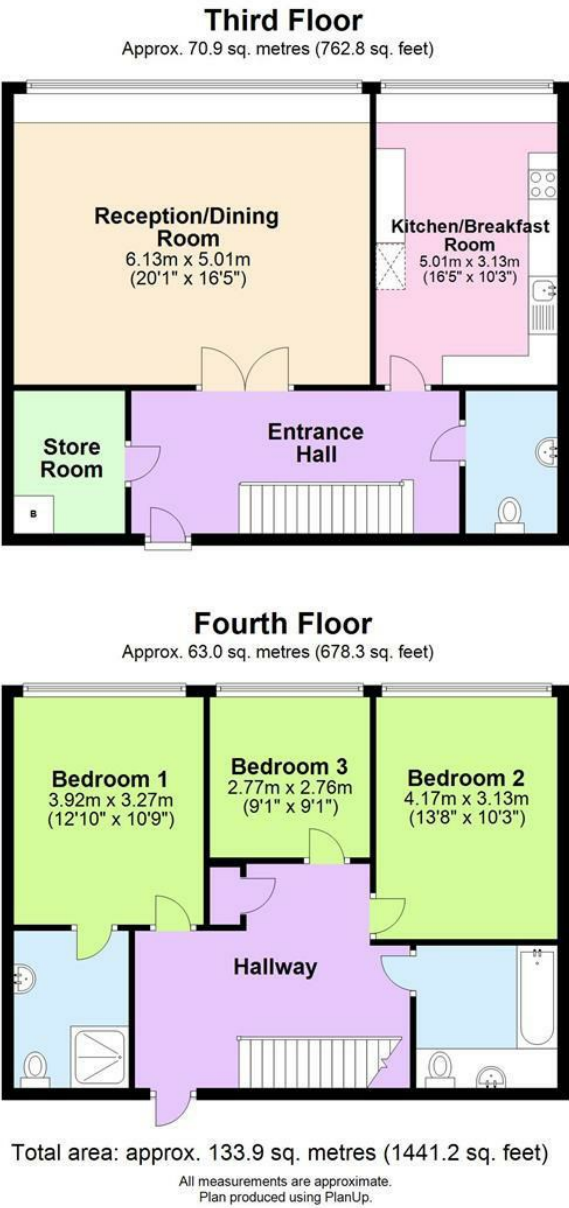 Third Floor
Approx. 70.9 sq. metres (762.8 sq. feet)
Reception/Dining
Room
6.13m x 5.01m
(20'1" x 16'5")
Kitchen/Breakfast
Room
5.01m x 3.13m
(16'5" x 10'3")
Store
Room
B
Entrance
Hall
Fourth Floor
Approx. 63.0 sq. metres (678.3 sq. feet)
Bedroom 1
3.92m x 3.27m
(12'10" x 10'9")
Bedroom 3
2.77m x 2.76m
(9'1" x 9'1")
Bedroom 2
4.17m x 3.13m
(13'8" x 10'3")
Hallway
Total area: approx. 133.9 sq. metres (1441.2 sq. feet)
All measurements are approximate.
Plan produced using PlanUp.